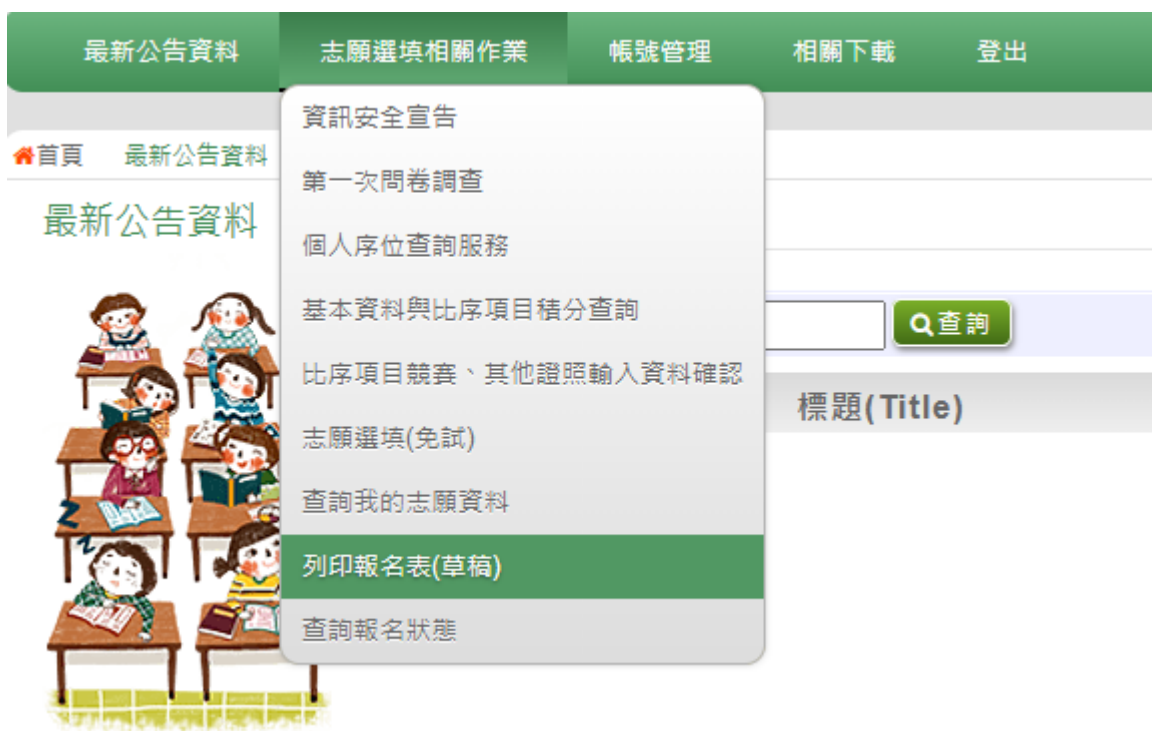 最新公告資料 志願選填相關作業 帳號管理 相關下載 登出
資訊安全宣告
首頁 最新公告資料
第一次問卷調查
最新公告資料
個人序位查詢服務
基本資料與比序項目積分查詢
查詢
比序項目競賽、其他證照輸入資料確認
標題(Title)
志願選填(免試)
查詢我的志願資料
列印報名表(草稿)
查詢報名狀態